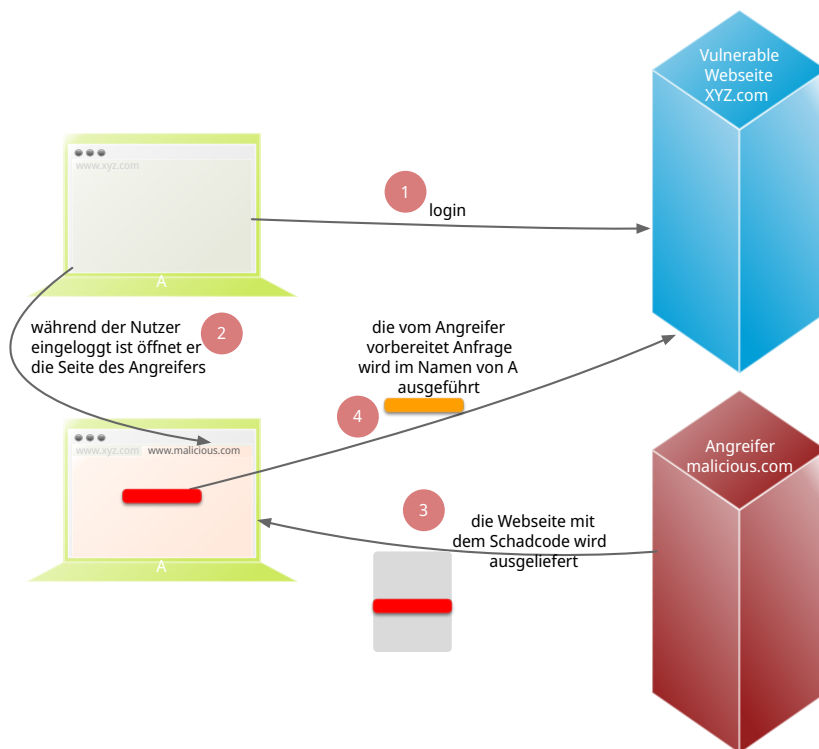 Vulnerable
Webseite
XYZ.com
www.xyz.com
1
login
A
während der Nutzer
eingeloggt ist öffnet er
die Seite des Angreifers
2
die vom Angreifer
vorbereitet Anfrage
wird im Namen von A
ausgeführt
4
www.xyz.com
www.malicious.com
A
Angreifer
malicious.com
3
die Webseite mit
dem Schadcode wird
ausgeliefert